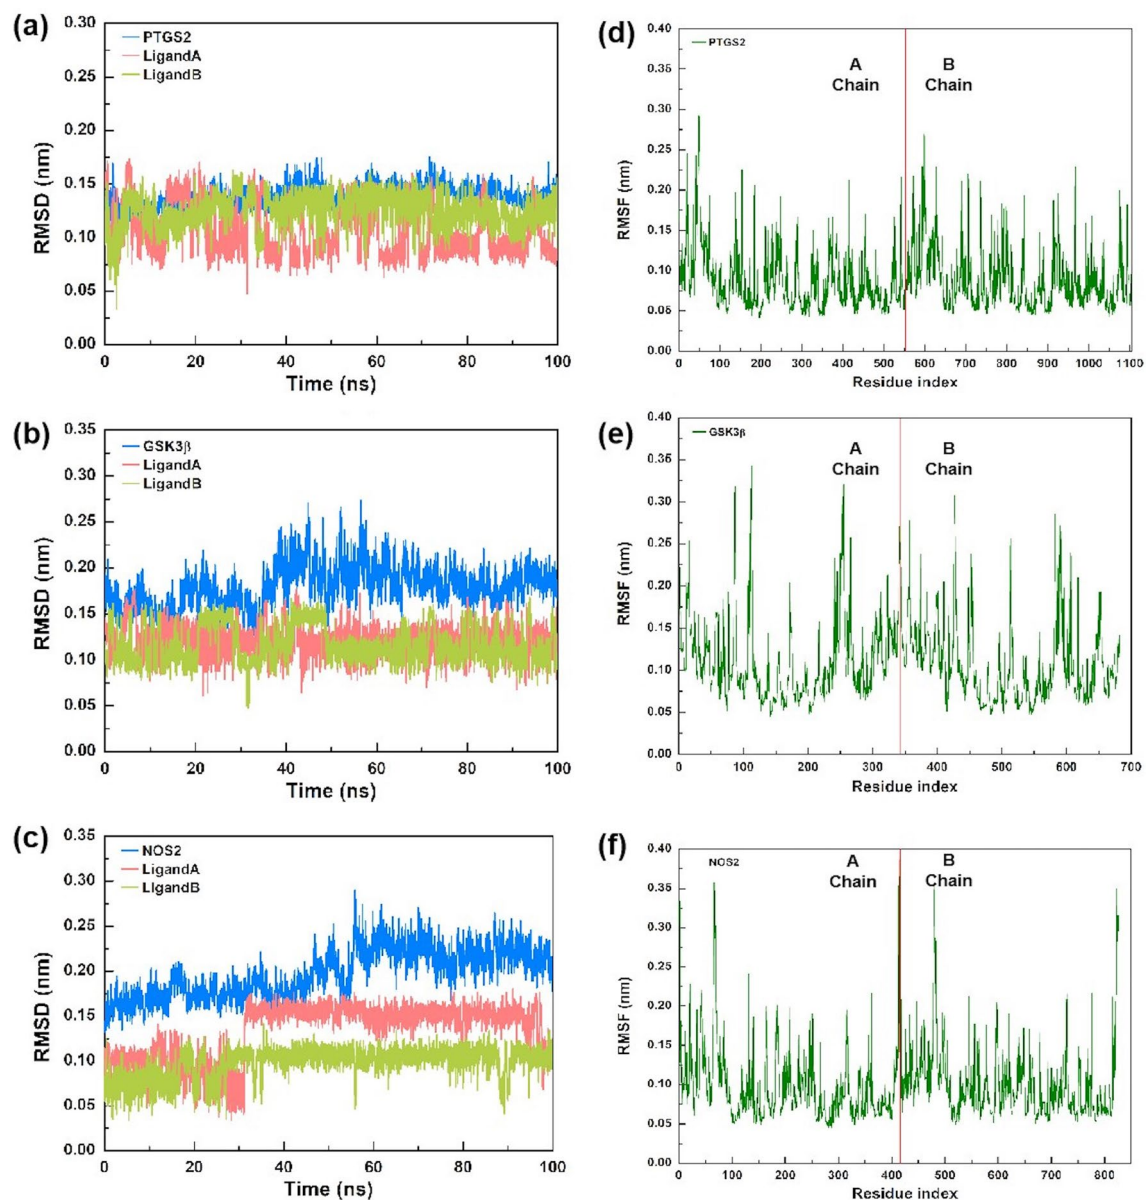 (a)
0.30
0.25
0.20
0.15
0.10
0.05
0.00
RMSD (nm)
PTGS2
LigandA
LigandB
0 20 40 60 80 100
Time (ns)
(d)
0.40
0.35
0.30
0.25
0.20
0.15
0.10
0.05
0.00
RMSF (nm)
PTGS2
A
Chain
B
Chain
0 100 200 300 400 500 600 700 800 900 1000 1100
Residue index
(b)
0.35
0.30
0.25
0.20
0.15
0.10
0.05
0.00
RMSD (nm)
GSK3β
LigandA
LigandB
0 20 40 60 80 100
Time (ns)
(e)
0.40
0.35
0.30
0.25
0.20
0.15
0.10
0.05
0.00
RMSF (nm)
GSK3β
A
Chain
B
Chain
0 100 200 300 400 500 600 700
Residue index
(c)
0.35
0.30
0.25
0.20
0.15
0.10
0.05
0.00
RMSD (nm)
NOS2
LigandA
LIgandB
0 20 40 60 80 100
Time (ns)
(f)
0.40
0.35
0.30
0.25
0.20
0.15
0.10
0.05
0.00
RMSF (nm)
NOS2
A
Chain
B
Chain
0 100 200 300 400 500 600 700 800
Residue index